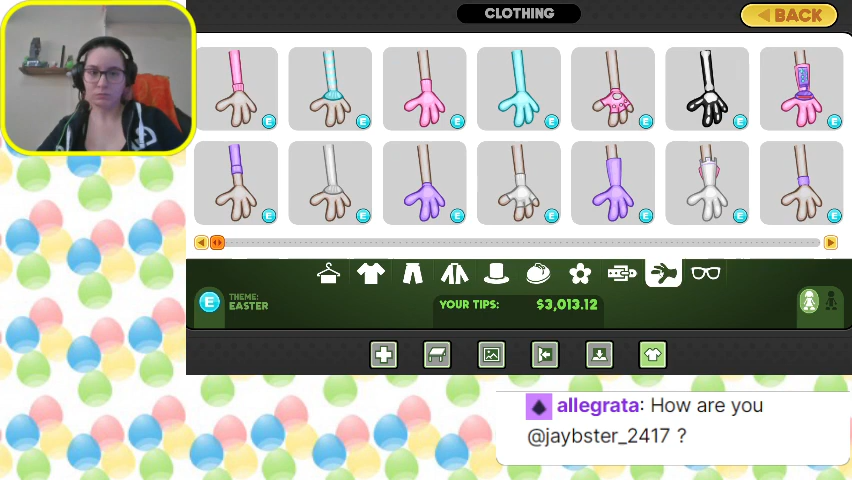 CLOTHING
BACK
E E E E E E E
E E E E E E E
E
THEME:
EASTER
YOUR TIPS: $3,013.12
allegrata: How are you
@jaybster_2417 ?